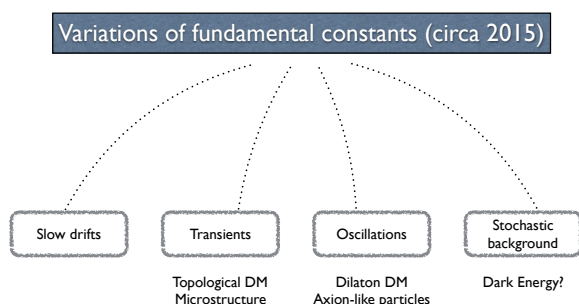 Variations of fundamental constants (circa 2015)
Slow drifts
Transients
Oscillations
Stochastic
background
Topological DM
Microstructure
Dilaton DM
Axion-like particles
Dark Energy?